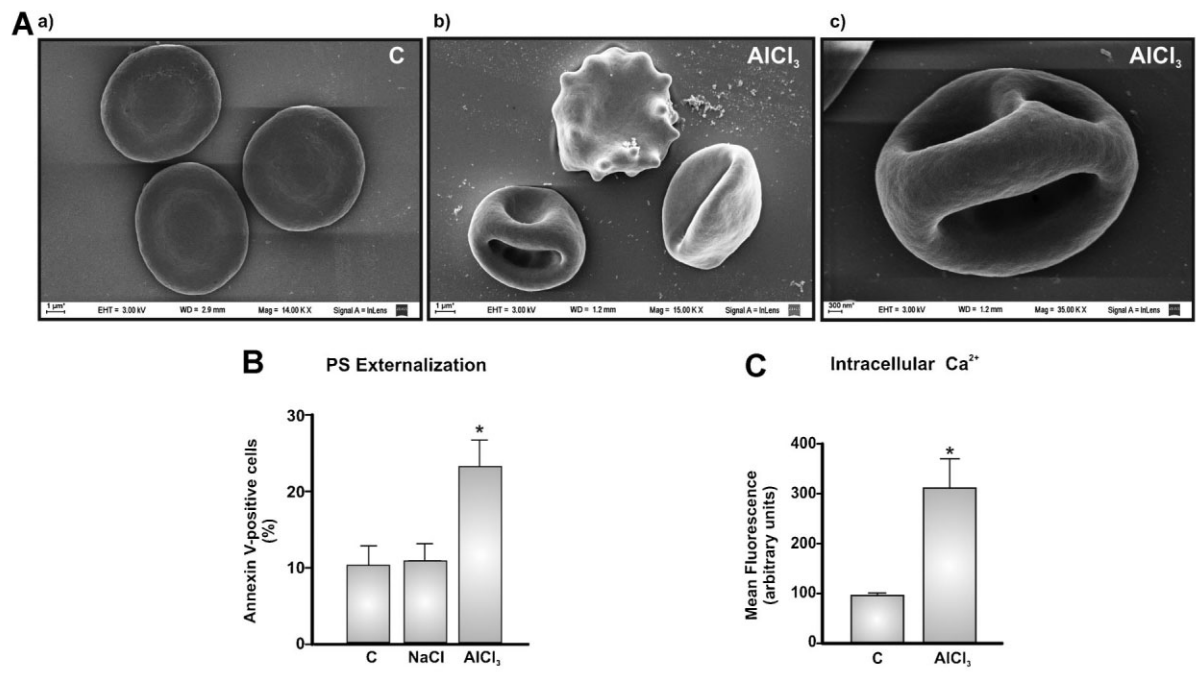 A a) b) c)
C
AlCl₃
AlCl₃
1 µm* EHT = 3.00 kV WD = 2.9 mm Mag = 14.00 K X Signal A = InLens
1 µm* EHT = 3.00 kV WD = 1.2 mm Mag = 15.00 K X Signal A = InLens
300 nm* EHT = 3.00 kV WD = 1.2 mm Mag = 35.00 K X Signal A = InLens
B PS Externalization
Annexin V-positive cells
(%)
30
20
10
0
*
C NaCl AlCl₃
C Intracellular Ca²⁺
Mean Fluorescence
(arbitrary units)
400
300
200
100
0
*
C AlCl₃